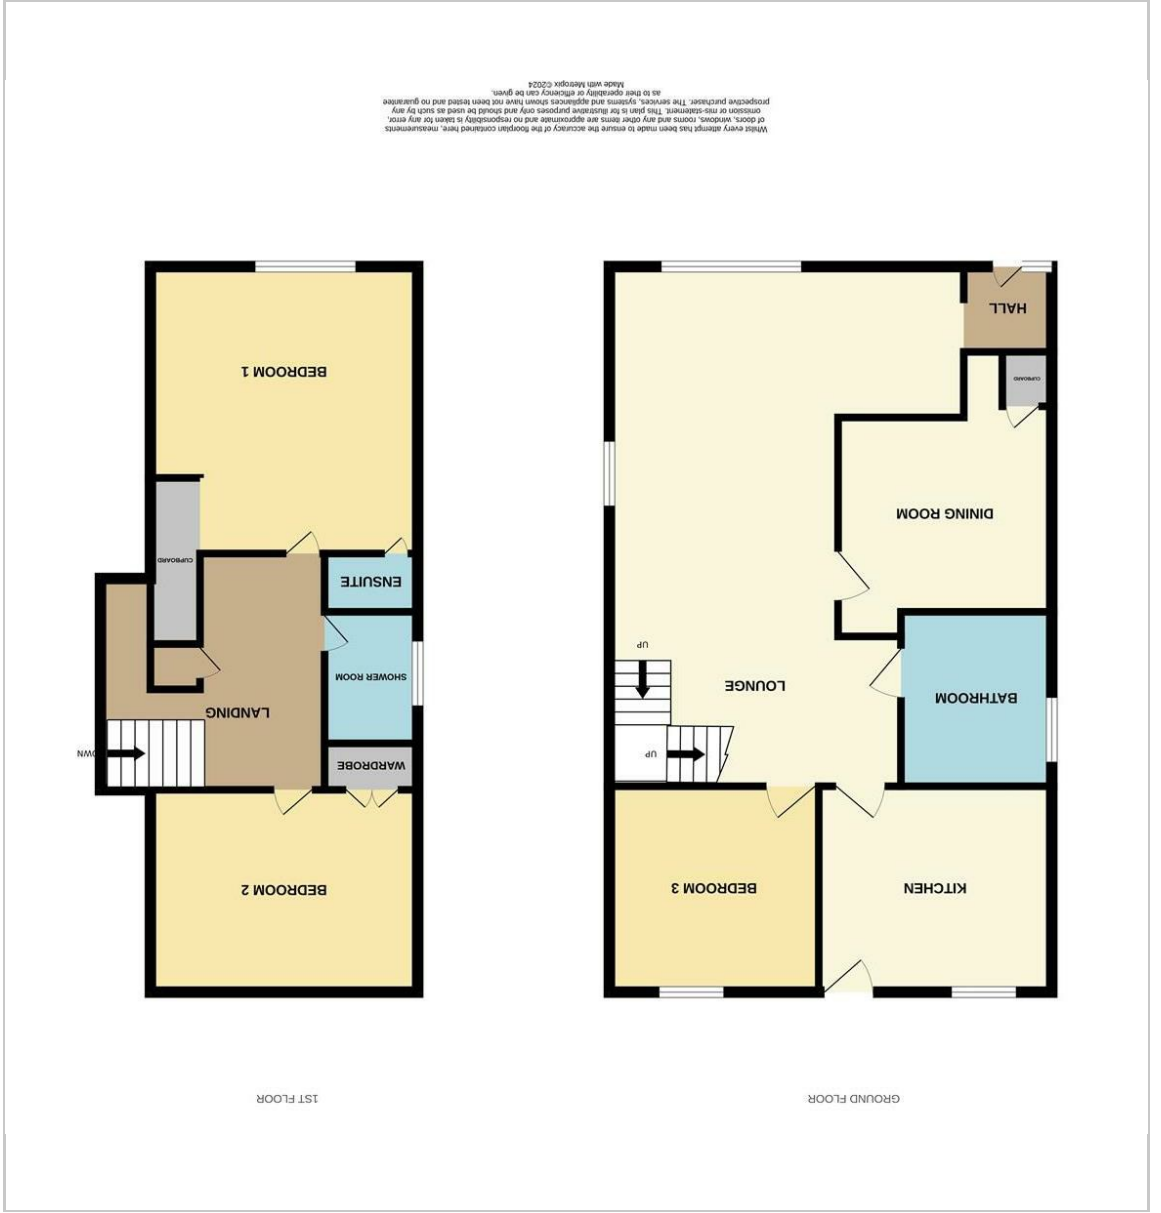 GROUND FLOOR
KITCHEN
BEDROOM 3
BATHROOM
LOUNGE
UP
UP
DINING ROOM
CUPBOARD
HALL
1ST FLOOR
BEDROOM 2
WARDROBE
DOWN
LANDING
SHOWER ROOM
ENSUITE
CUPBOARD
BEDROOM 1
Whilst every attempt has been made to ensure the accuracy of the floorplan contained here, measurements
of doors, windows, rooms and any other items are approximate and no responsibility is taken for any error,
omission or mis-statement. This plan is for illustrative purposes only and should be used as such by any
prospective purchaser. The services, systems and appliances shown have not been tested and no guarantee
as to their operability or efficiency can be given.
Made with Metropix ©2024